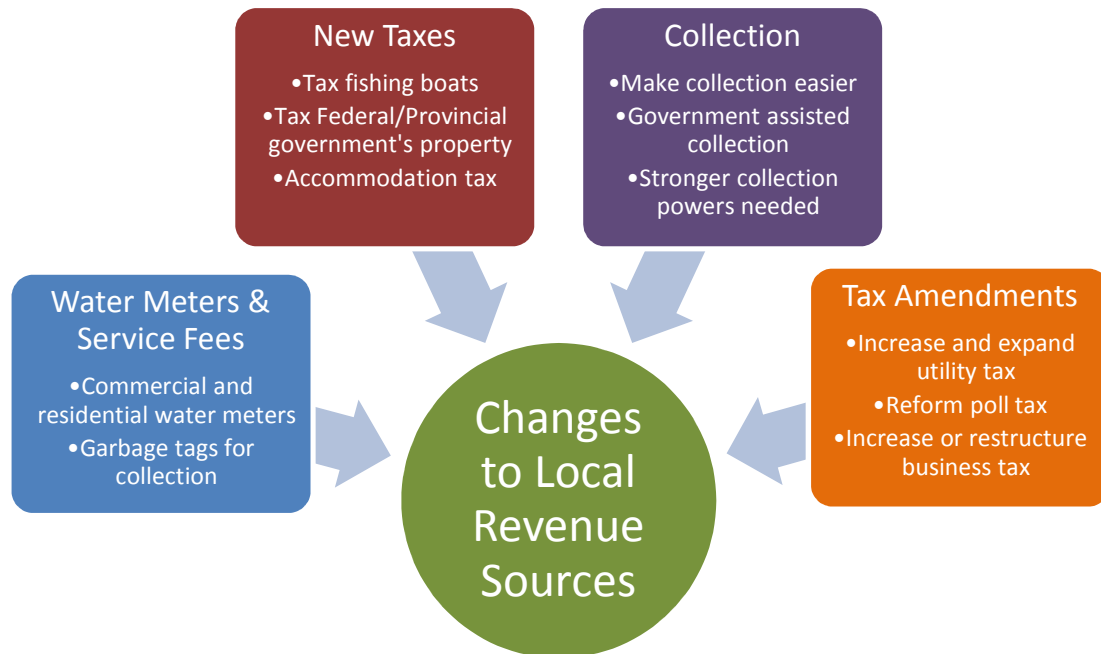 New Taxes
•Tax fishing boats
•Tax Federal/Provincial
government's property
•Accommodation tax
Collection
•Make collection easier
•Government assisted
collection
•Stronger collection
powers needed
Water Meters &
Service Fees
•Commercial and
residential water meters
•Garbage tags for
collection
Tax Amendments
•Increase and expand
utility tax
•Reform poll tax
•Increase or restructure
business tax
Changes
to Local
Revenue
Sources